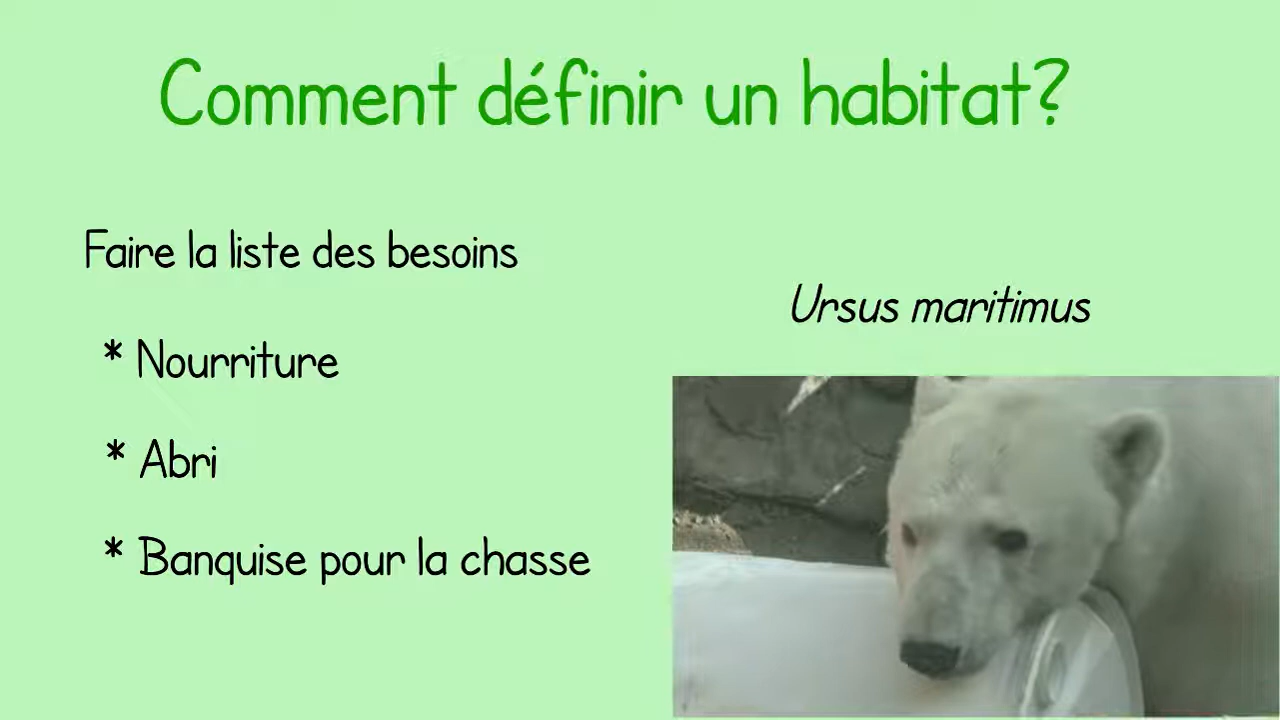 Comment définir un habitat?
Faire la liste des besoins
* Nourriture
* Abri
* Banquise pour la chasse
Ursus maritimus